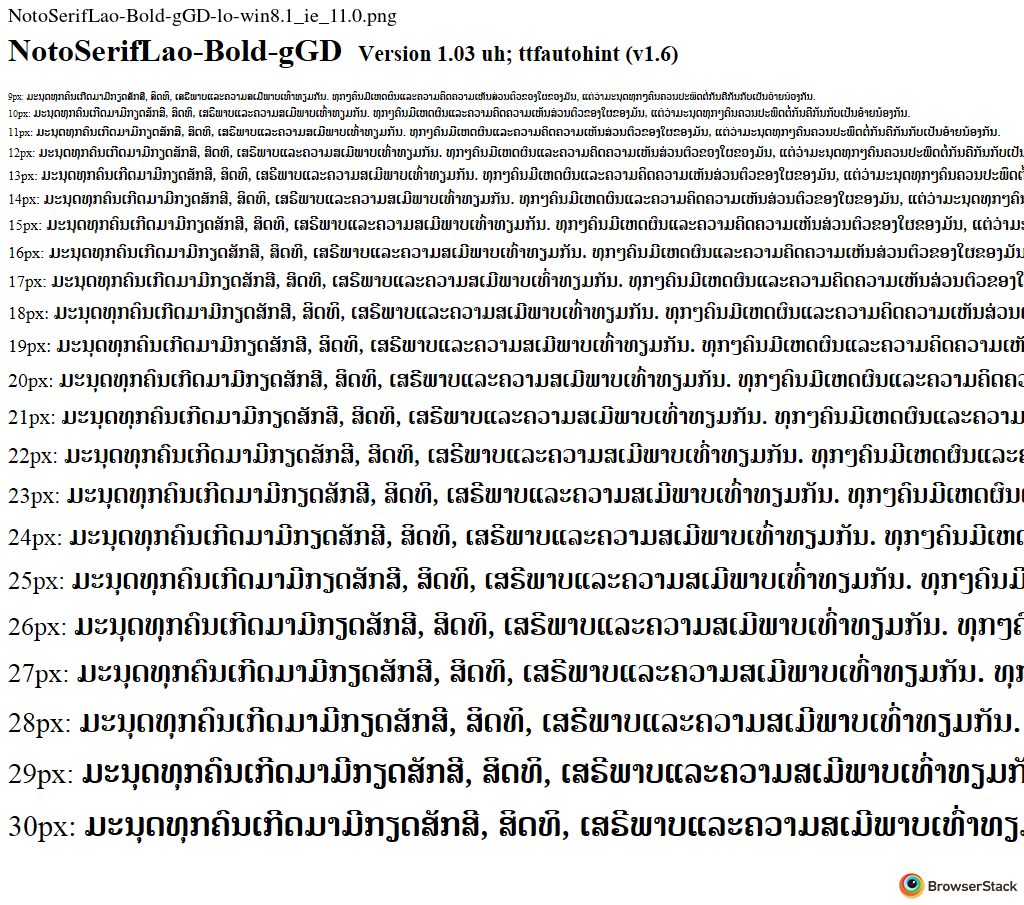 NotoSerifLao-Bold-gGD-lo-win8.1_ie_11.0.png
NotoSerifLao-Bold-gGD Version 1.03 uh; ttfautohint (v1.6)
9px: ມະນຸດທຸກຄົນເກີດມາມີກຽດສັກສີ, ສິດທິ, ເສຣີພາບແລະຄວາມສເມີພາບເທົ່າທຽມກັນ. ທຸກໆຄົນມີເຫດຜົນແລະຄວາມຄິດຄວາມເຫັນສ່ວນຕົວຂອງໃຜຂອງມັນ, ແຕ່ວ່າມະນຸດທຸກໆຄົນຄວນປະພຶດຕໍ່ກັນຄືກັນກັບເປັນອ້າຍນ້ອງກັນ.
10px: ມະນຸດທຸກຄົນເກີດມາມີກຽດສັກສີ, ສິດທິ, ເສຣີພາບແລະຄວາມສເມີພາບເທົ່າທຽມກັນ. ທຸກໆຄົນມີເຫດຜົນແລະຄວາມຄິດຄວາມເຫັນສ່ວນຕົວຂອງໃຜຂອງມັນ, ແຕ່ວ່າມະນຸດທຸກໆຄົນຄວນປະພຶດຕໍ່ກັນຄືກັນກັບເປັນອ້າຍນ້ອງກັນ.
11px: ມະນຸດທຸກຄົນເກີດມາມີກຽດສັກສີ, ສິດທິ, ເສຣີພາບແລະຄວາມສເມີພາບເທົ່າທຽມກັນ. ທຸກໆຄົນມີເຫດຜົນແລະຄວາມຄິດຄວາມເຫັນສ່ວນຕົວຂອງໃຜຂອງມັນ, ແຕ່ວ່າມະນຸດທຸກໆຄົນຄວນປະພຶດຕໍ່ກັນຄືກັນກັບເປັນອ້າຍນ້ອງກັນ.
12px: ມະນຸດທຸກຄົນເກີດມາມີກຽດສັກສີ, ສິດທິ, ເສຣີພາບແລະຄວາມສເມີພາບເທົ່າທຽມກັນ. ທຸກໆຄົນມີເຫດຜົນແລະຄວາມຄິດຄວາມເຫັນສ່ວນຕົວຂອງໃຜຂອງມັນ, ແຕ່ວ່າມະນຸດທຸກໆຄົນຄວນປະພຶດຕໍ່ກັນຄືກັນກັບເປັນ
13px: ມະນຸດທຸກຄົນເກີດມາມີກຽດສັກສີ, ສິດທິ, ເສຣີພາບແລະຄວາມສເມີພາບເທົ່າທຽມກັນ. ທຸກໆຄົນມີເຫດຜົນແລະຄວາມຄິດຄວາມເຫັນສ່ວນຕົວຂອງໃຜຂອງມັນ, ແຕ່ວ່າມະນຸດທຸກໆຄົນຄວນປະພຶດຕໍ່
14px: ມະນຸດທຸກຄົນເກີດມາມີກຽດສັກສີ, ສິດທິ, ເສຣີພາບແລະຄວາມສເມີພາບເທົ່າທຽມກັນ. ທຸກໆຄົນມີເຫດຜົນແລະຄວາມຄິດຄວາມເຫັນສ່ວນຕົວຂອງໃຜຂອງມັນ, ແຕ່ວ່າມະນຸດທຸກໆຄົນ
15px: ມະນຸດທຸກຄົນເກີດມາມີກຽດສັກສີ, ສິດທິ, ເສຣີພາບແລະຄວາມສເມີພາບເທົ່າທຽມກັນ. ທຸກໆຄົນມີເຫດຜົນແລະຄວາມຄິດຄວາມເຫັນສ່ວນຕົວຂອງໃຜຂອງມັນ, ແຕ່ວ່າມະ
16px: ມະນຸດທຸກຄົນເກີດມາມີກຽດສັກສີ, ສິດທິ, ເສຣີພາບແລະຄວາມສເມີພາບເທົ່າທຽມກັນ. ທຸກໆຄົນມີເຫດຜົນແລະຄວາມຄິດຄວາມເຫັນສ່ວນຕົວຂອງໃຜຂອງມັນ
17px: ມະນຸດທຸກຄົນເກີດມາມີກຽດສັກສີ, ສິດທິ, ເສຣີພາບແລະຄວາມສເມີພາບເທົ່າທຽມກັນ. ທຸກໆຄົນມີເຫດຜົນແລະຄວາມຄິດຄວາມເຫັນສ່ວນຕົວຂອງໃ
18px: ມະນຸດທຸກຄົນເກີດມາມີກຽດສັກສີ, ສິດທິ, ເສຣີພາບແລະຄວາມສເມີພາບເທົ່າທຽມກັນ. ທຸກໆຄົນມີເຫດຜົນແລະຄວາມຄິດຄວາມເຫັນສ່ວນ
19px: ມະນຸດທຸກຄົນເກີດມາມີກຽດສັກສີ, ສິດທິ, ເສຣີພາບແລະຄວາມສເມີພາບເທົ່າທຽມກັນ. ທຸກໆຄົນມີເຫດຜົນແລະຄວາມຄິດຄວາມເຫັ
20px: ມະນຸດທຸກຄົນເກີດມາມີກຽດສັກສີ, ສິດທິ, ເສຣີພາບແລະຄວາມສເມີພາບເທົ່າທຽມກັນ. ທຸກໆຄົນມີເຫດຜົນແລະຄວາມຄິດຄວ
21px: ມະນຸດທຸກຄົນເກີດມາມີກຽດສັກສີ, ສິດທິ, ເສຣີພາບແລະຄວາມສເມີພາບເທົ່າທຽມກັນ. ທຸກໆຄົນມີເຫດຜົນແລະຄວາມ
22px: ມະນຸດທຸກຄົນເກີດມາມີກຽດສັກສີ, ສິດທິ, ເສຣີພາບແລະຄວາມສເມີພາບເທົ່າທຽມກັນ. ທຸກໆຄົນມີເຫດຜົນແລະຄ
23px: ມະນຸດທຸກຄົນເກີດມາມີກຽດສັກສີ, ສິດທິ, ເສຣີພາບແລະຄວາມສເມີພາບເທົ່າທຽມກັນ. ທຸກໆຄົນມີເຫດຜົນ
24px: ມະນຸດທຸກຄົນເກີດມາມີກຽດສັກສີ, ສິດທິ, ເສຣີພາບແລະຄວາມສເມີພາບເທົ່າທຽມກັນ. ທຸກໆຄົນມີເຫດ
25px: ມະນຸດທຸກຄົນເກີດມາມີກຽດສັກສີ, ສິດທິ, ເສຣີພາບແລະຄວາມສເມີພາບເທົ່າທຽມກັນ. ທຸກໆຄົນມີ
26px: ມະນຸດທຸກຄົນເກີດມາມີກຽດສັກສີ, ສິດທິ, ເສຣີພາບແລະຄວາມສເມີພາບເທົ່າທຽມກັນ. ທຸກໆຄົ
27px: ມະນຸດທຸກຄົນເກີດມາມີກຽດສັກສີ, ສິດທິ, ເສຣີພາບແລະຄວາມສເມີພາບເທົ່າທຽມກັນ. ທຸກ
28px: ມະນຸດທຸກຄົນເກີດມາມີກຽດສັກສີ, ສິດທິ, ເສຣີພາບແລະຄວາມສເມີພາບເທົ່າທຽມກັນ.
29px: ມະນຸດທຸກຄົນເກີດມາມີກຽດສັກສີ, ສິດທິ, ເສຣີພາບແລະຄວາມສເມີພາບເທົ່າທຽມກັ
30px: ມະນຸດທຸກຄົນເກີດມາມີກຽດສັກສີ, ສິດທິ, ເສຣີພາບແລະຄວາມສເມີພາບເທົ່າທຽ
BrowserStack